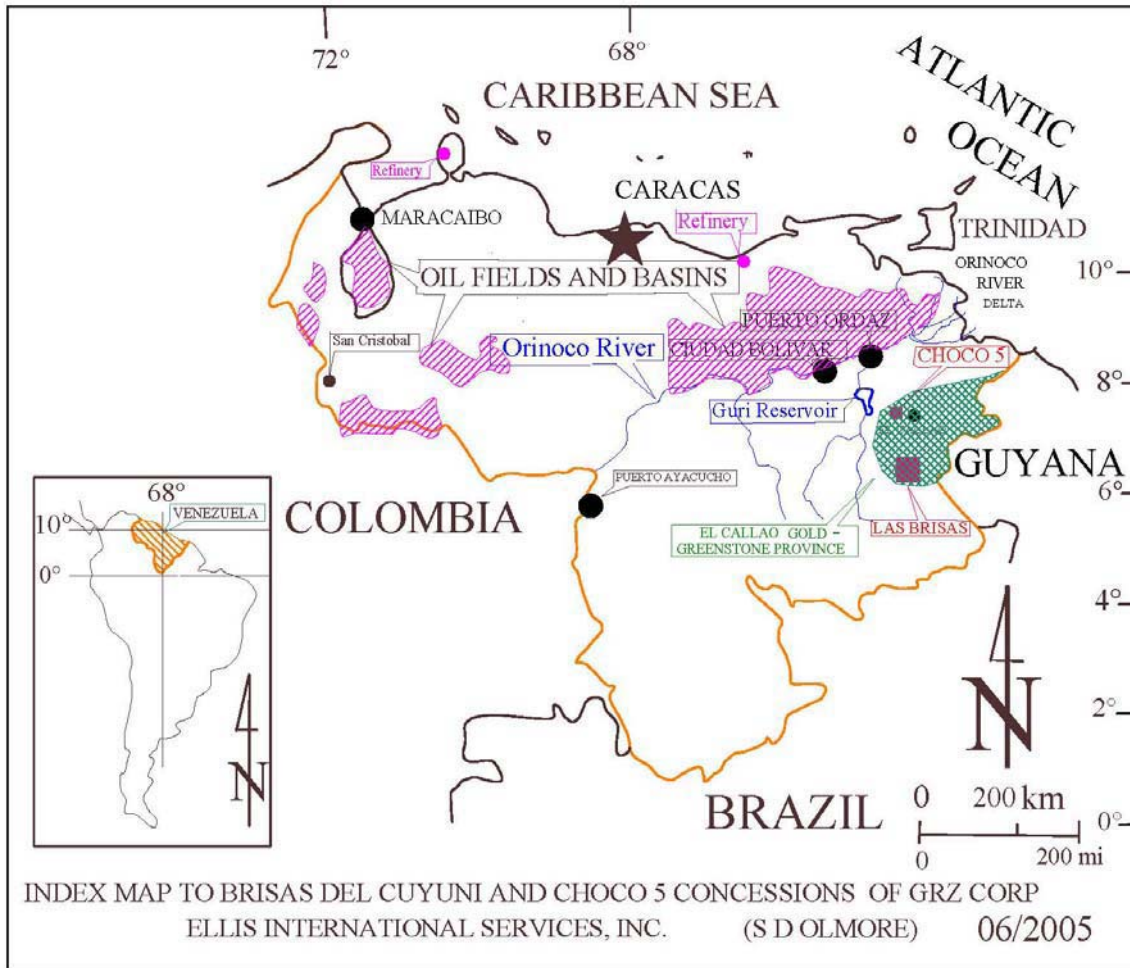 72°
68°
ATLANTIC
OCEAN
CARIBBEAN SEA
Refinery
CARACAS
MARACAIBO
Refinery
TRINIDAD
OIL FIELDS AND BASINS
ORINOCO
RIVER
DELTA
10°
PUERTO ORDAZ
San Cristobal
Orinoco River
CIUDAD BOLIVAR
CHOCO 5
8°
Guri Reservoir
GUYANA
PUERTO AYACUCHO
6°
COLOMBIA
EL CALLAO GOLD –
GREENSTONE PROVINCE
LAS BRISAS
68°
VENEZUELA
10°
0°
N
4°
N
2°
BRAZIL
0 200 km
0°
0 200 mi
INDEX MAP TO BRISAS DEL CUYUNI AND CHOCO 5 CONCESSIONS OF GRZ CORP
ELLIS INTERNATIONAL SERVICES, INC. (S D OLMORE) 06/2005